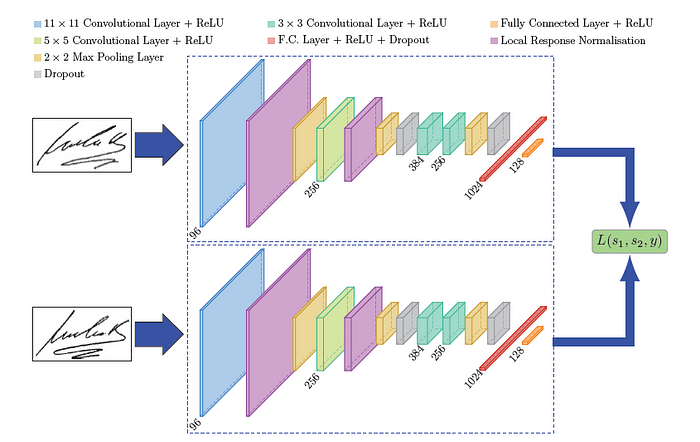 11 × 11 Convolutional Layer + ReLU
3 × 3 Convolutional Layer + ReLU
Fully Connected Layer + ReLU
5 × 5 Convolutional Layer + ReLU
F.C. Layer + ReLU + Dropout
Local Response Normalisation
2 × 2 Max Pooling Layer
Dropout
96
256
384
256
1024
128
L(s₁, s₂, y)
96
256
384
256
1024
128